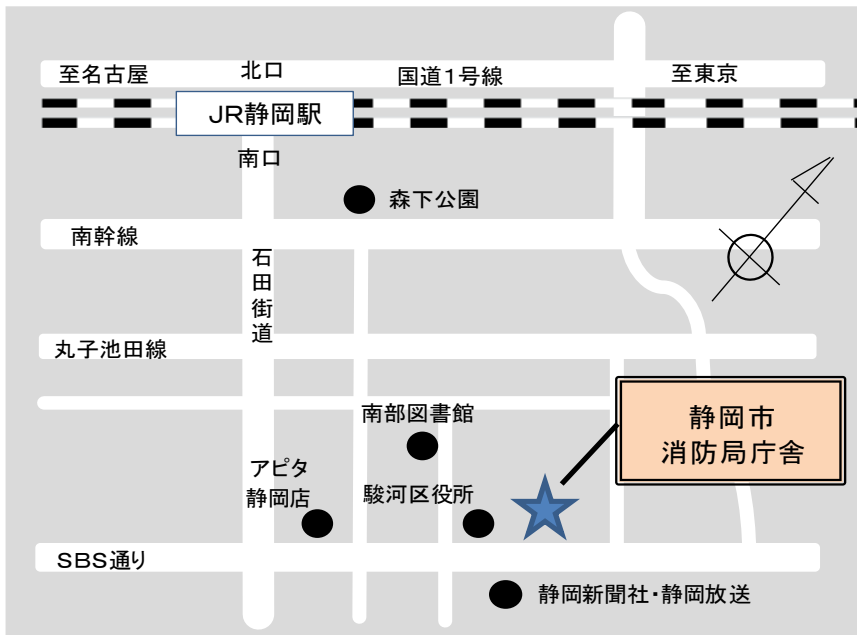 至名古屋
北口
国道1号線
至東京
JR静岡駅
南口
森下公園
南幹線
石田街道
丸子池田線
静岡市
消防局庁舎
南部図書館
アピタ
静岡店
駿河区役所
SBS通り
静岡新聞社・静岡放送